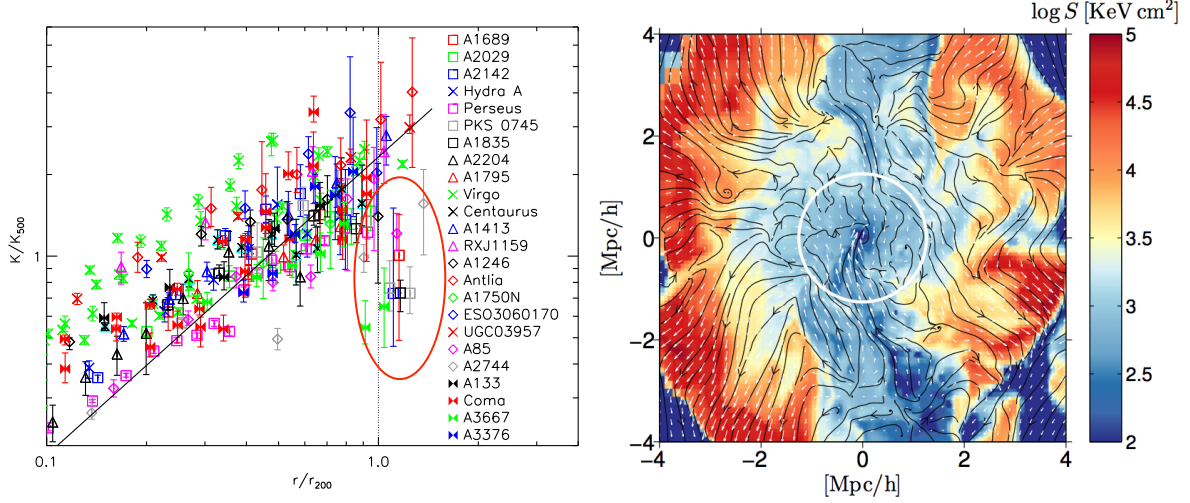 K/K500
1
0.1
1.0
r/r200
A1689
A2029
A2142
Hydra A
Perseus
PKS 0745
A1835
A2204
A1795
Virgo
Centaurus
A1413
RXJ1159
A1246
Antlia
A1750N
ESO3060170
UGC03957
A85
A2744
A133
Coma
A3667
A3376
log S [KeV cm²]
[Mpc/h]
4
2
0
−2
−4
−4
−2
0
2
4
[Mpc/h]
5
4.5
4
3.5
3
2.5
2